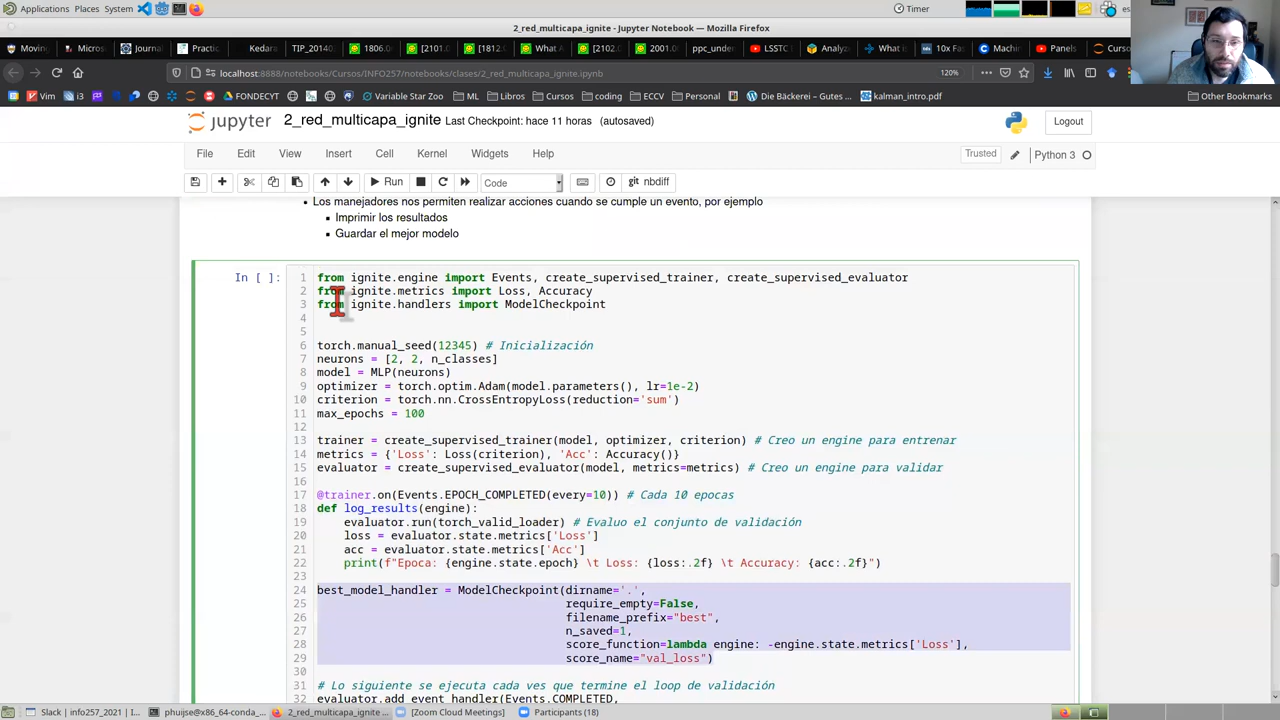 Applications Places System Timer es
2_red_multicapa_ignite - Jupyter Notebook — Mozilla Firefox
Moving Micros Journal Practic Kedara TIP_20140 1806.0 [2101.0 [1812.9 What A [2102.0 2001.00 ppc_under LSSTC Analyz What is 10x Fas Machin Panels Curso
localhost:8888/notebooks/Cursos/INFO257/notebooks/clases/2_red_multicapa_ignite.ipynb 120%
Vim i3 FONDECYT Variable Star Zoo ML Libros Cursos coding ECCV Personal Die Bäckerei – Gutes ... kalman_intro.pdf Other Bookmarks
jupyter 2_red_multicapa_ignite Last Checkpoint: hace 11 horas (autosaved) Logout
File Edit View Insert Cell Kernel Widgets Help Trusted Python 3
Run Code git nbdiff
• Los manejadores nos permiten realizar acciones cuando se cumple un evento, por ejemplo
▪ Imprimir los resultados
▪ Guardar el mejor modelo
In [ ]: 1 from ignite.engine import Events, create_supervised_trainer, create_supervised_evaluator
2 from ignite.metrics import Loss, Accuracy
3 from ignite.handlers import ModelCheckpoint
4
5
6 torch.manual_seed(12345) # Inicialización
7 neurons = [2, 2, n_classes]
8 model = MLP(neurons)
9 optimizer = torch.optim.Adam(model.parameters(), lr=1e-2)
10 criterion = torch.nn.CrossEntropyLoss(reduction='sum')
11 max_epochs = 100
12
13 trainer = create_supervised_trainer(model, optimizer, criterion) # Creo un engine para entrenar
14 metrics = {'Loss': Loss(criterion), 'Acc': Accuracy()}
15 evaluator = create_supervised_evaluator(model, metrics=metrics) # Creo un engine para validar
16
17 @trainer.on(Events.EPOCH_COMPLETED(every=10)) # Cada 10 epocas
18 def log_results(engine):
19 evaluator.run(torch_valid_loader) # Evaluo el conjunto de validación
20 loss = evaluator.state.metrics['Loss']
21 acc = evaluator.state.metrics['Acc']
22 print(f"Epoca: {engine.state.epoch} \t Loss: {loss:.2f} \t Accuracy: {acc:.2f}")
23
24 best_model_handler = ModelCheckpoint(dirname='.',
25 require_empty=False,
26 filename_prefix="best",
27 n_saved=1,
28 score_function=lambda engine: -engine.state.metrics['Loss'],
29 score_name="val_loss")
30
31 # Lo siguiente se ejecuta cada ves que termine el loop de validación
32 evaluator.add_event_handler(Events.COMPLETED,
Slack | info257_2021 | I... phuijse@x86_64-conda_... 2_red_multicapa_ignite - ... [Zoom Cloud Meetings] Participants (18)